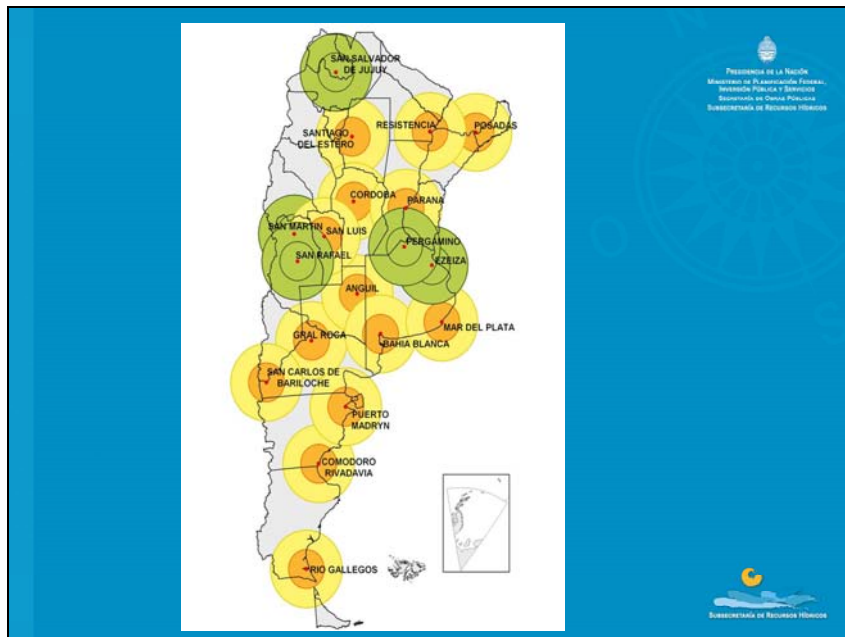 SAN SALVADOR
DE JUJUY
SANTIAGO
DEL ESTERO
RESISTENCIA
POSADAS
CORDOBA
PARANA
SAN MARTIN
SAN LUIS
SAN RAFAEL
PERGAMINO
EZEIZA
ANGUIL
MAR DEL PLATA
GRAL ROCA
BAHIA BLANCA
SAN CARLOS DE
BARILOCHE
PUERTO
MADRYN
COMODORO
RIVADAVIA
RIO GALLEGOS
PRESIDENCIA DE LA NACIÓN
MINISTERIO DE PLANIFICACIÓN FEDERAL,
INVERSIÓN PÚBLICA Y SERVICIOS
SECRETARÍA DE OBRAS PÚBLICAS
SUBSECRETARÍA DE RECURSOS HÍDRICOS
N
O
SUBSECRETARÍA DE RECURSOS HÍDRICOS